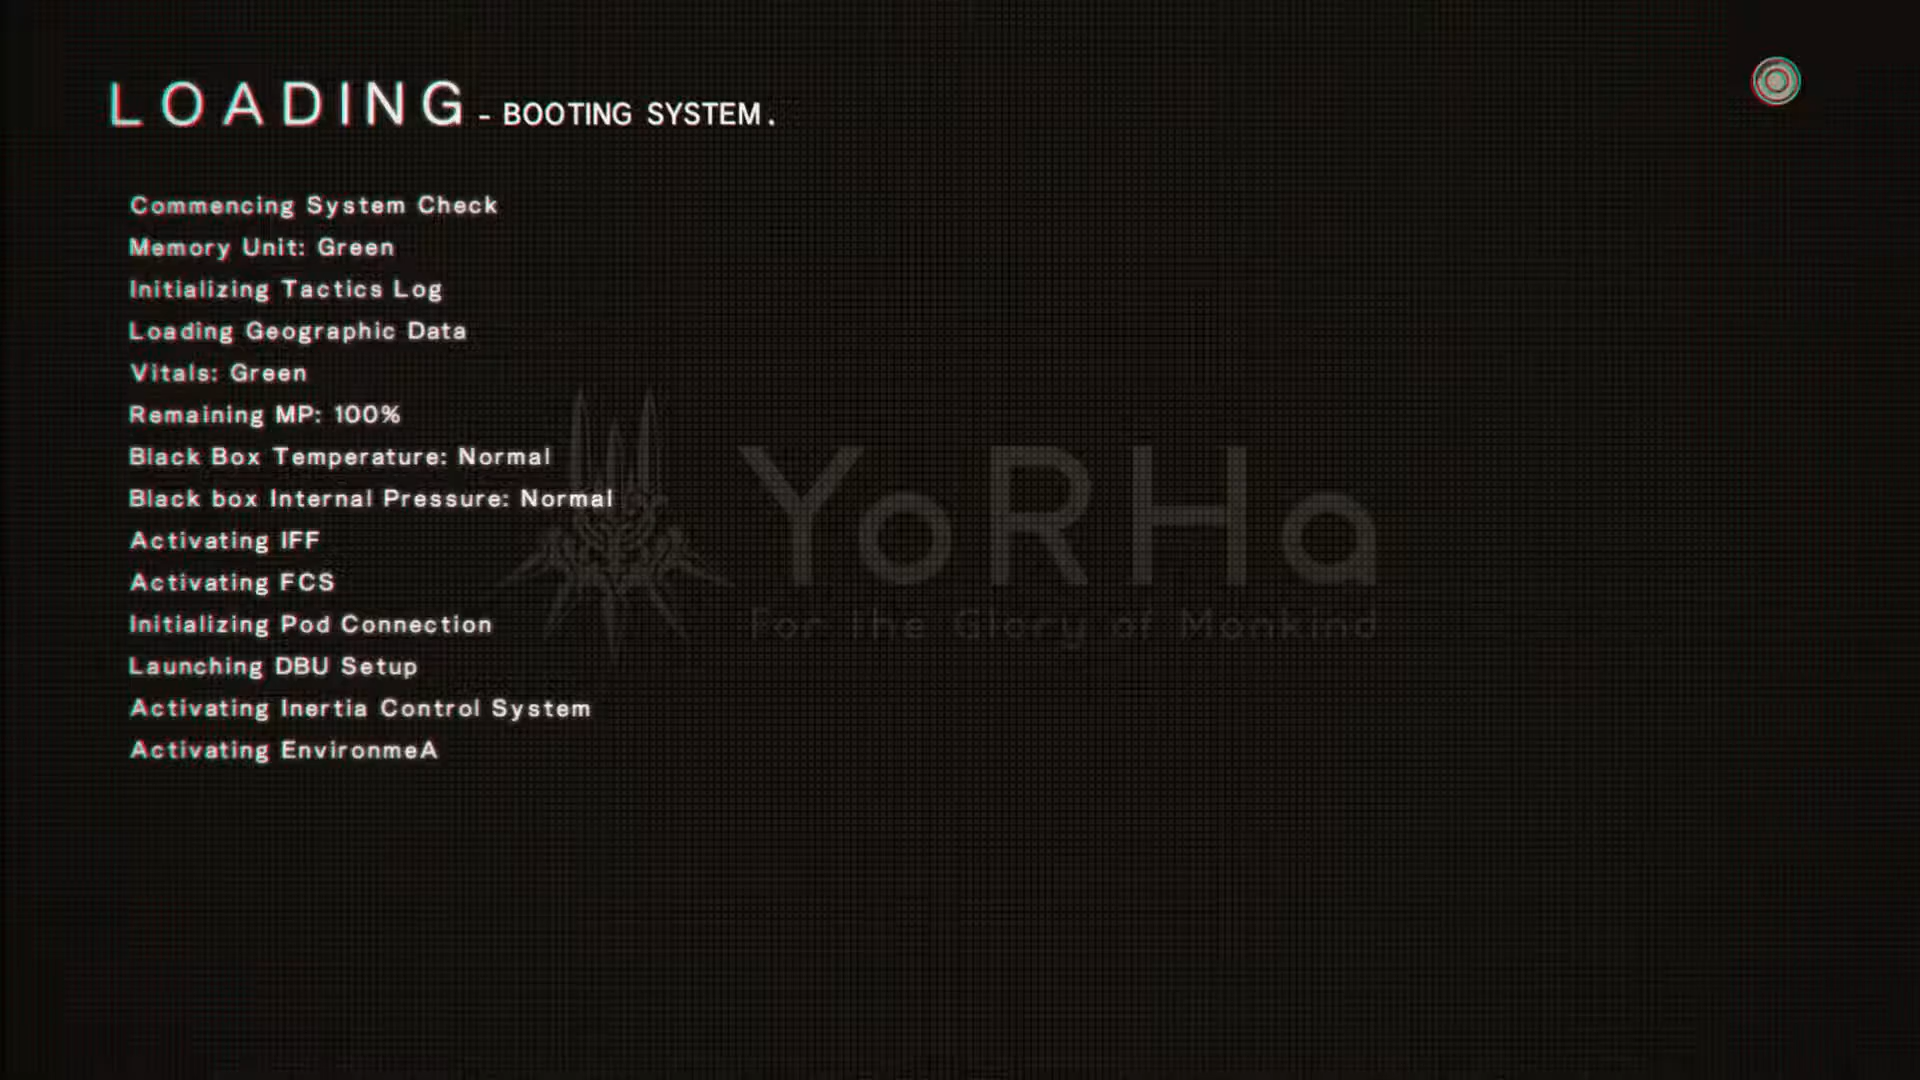 LOADING - BOOTING SYSTEM.
Commencing System Check
Memory Unit: Green
Initializing Tactics Log
Loading Geographic Data
Vitals: Green
Remaining MP: 100%
Black Box Temperature: Normal
Black box Internal Pressure: Normal
Activating IFF
Activating FCS
Initializing Pod Connection
Launching DBU Setup
Activating Inertia Control System
Activating EnvironmeA
YoRHa
For the Glory of Mankind